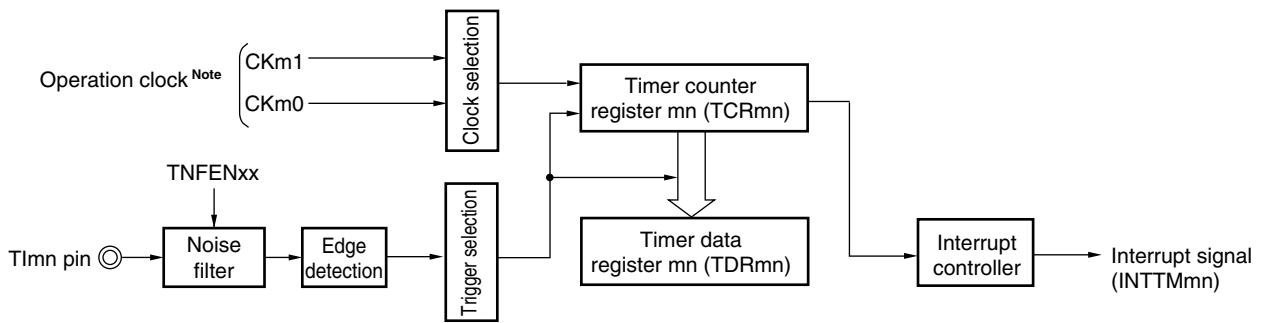 Operation clock Note
CKm1
CKm0
Clock selection
Timer counter
register mn (TCRmn)
TNFENxx
TImn pin
Noise
filter
Edge
detection
Trigger selection
Timer data
register mn (TDRmn)
Interrupt
controller
Interrupt signal
(INTTMmn)